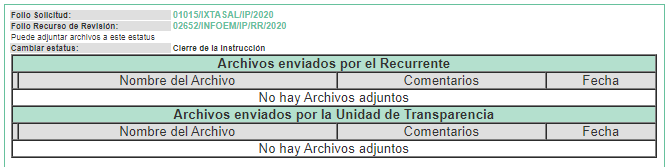 Folio Solicitud: 01015/IXTASAL/IP/2020
Folio Recurso de Revisión: 02652/INFOEM/IP/RR/2020
Puede adjuntar archivos a este estatus
Cambiar estatus: Cierre de la Instrucción
Archivos enviados por el Recurrente
Nombre del Archivo Comentarios Fecha
No hay Archivos adjuntos
Archivos enviados por la Unidad de Transparencia
Nombre del Archivo Comentarios Fecha
No hay Archivos adjuntos